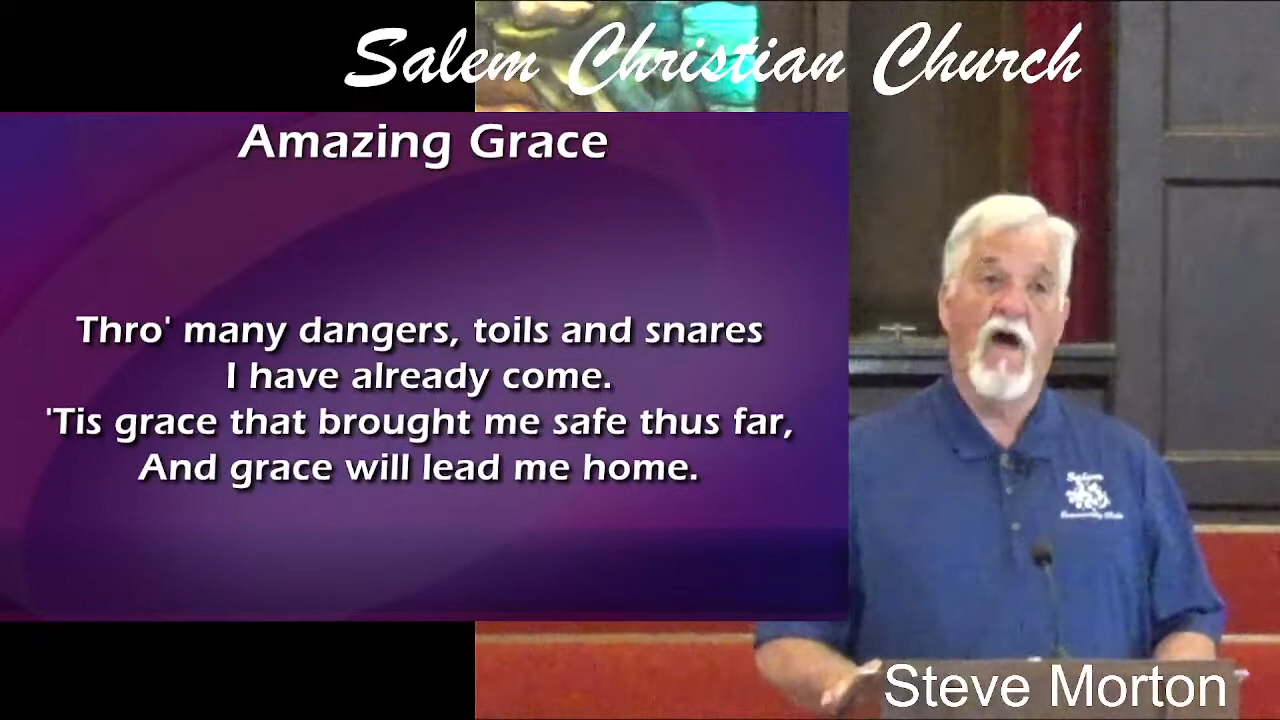 Salem Christian Church
Amazing Grace
Thro' many dangers, toils and snares
I have already come.
'Tis grace that brought me safe thus far,
And grace will lead me home.
Salem
Steve Morton